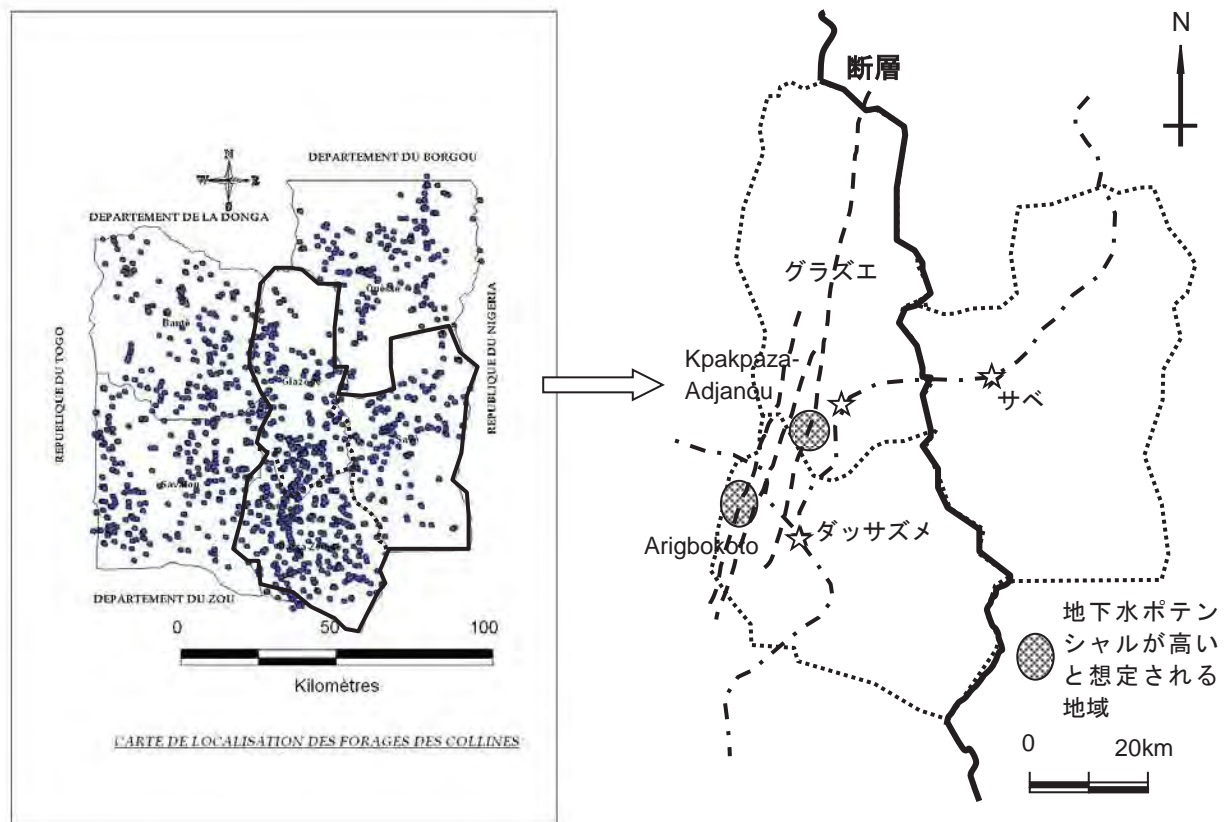 DEPARTEMENT DU BORGOU
N
W
E
S
DEPARTEMENT DE LA DONGA
REPUBLIQUE DU TOGO
REPUBLIQUE DU NIGERIA
Ouesse
Bantè
Glazoué
Savè
Savalou
DEPARTEMENT DU ZOU
0
50
100
Kilomètres
CARTE DE LOCALISATION DES FORAGES DES COLLINES
N
断層
グラズエ
Kpakpaza-
Adjanou
サベ
ダッサズメ
Arigbokoto
地下水ポテン
シャルが高い
と想定される
地域
0
20km